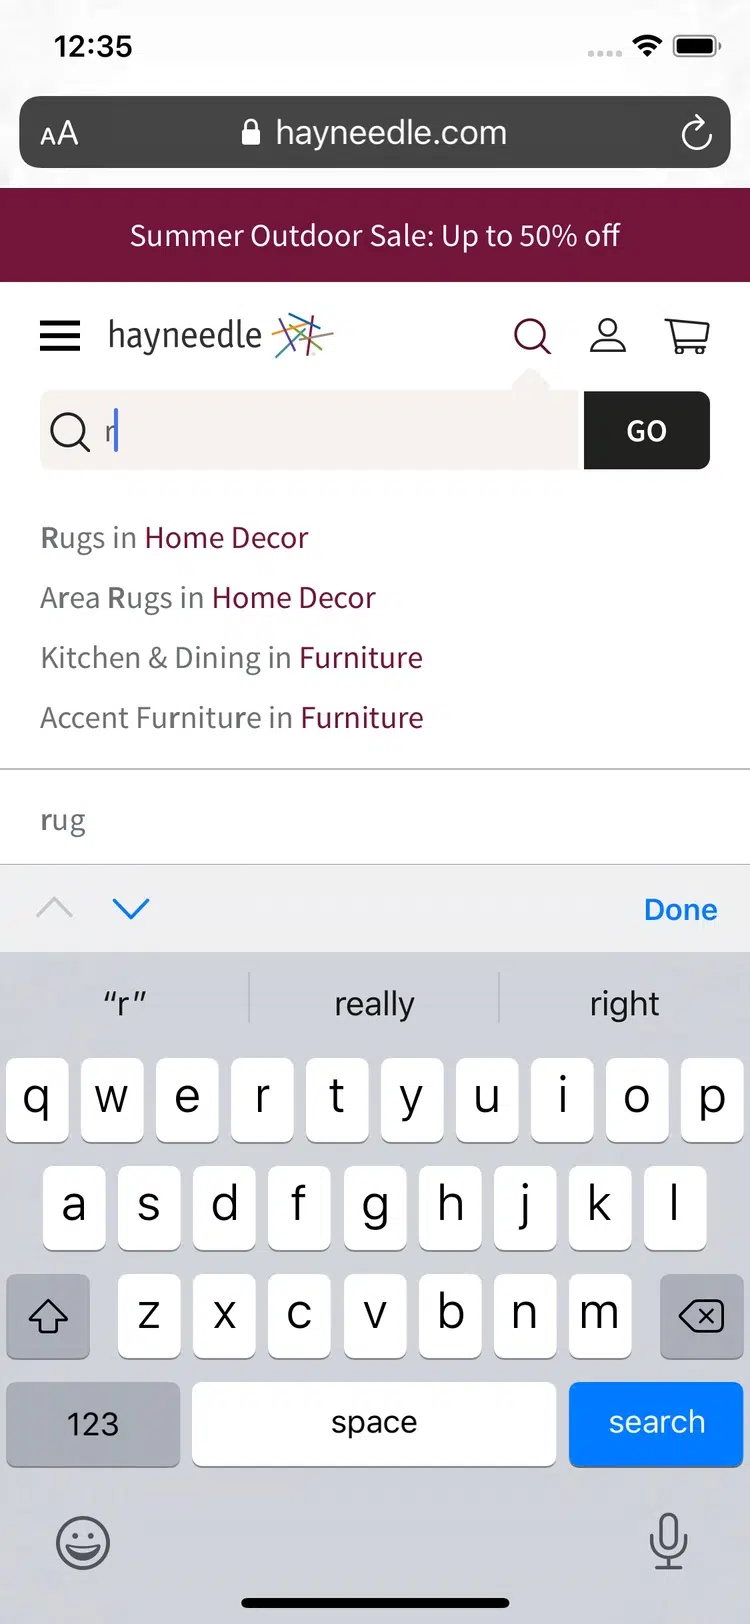 12:35
AA hayneedle.com
Summer Outdoor Sale: Up to 50% off
hayneedle
r GO
Rugs in Home Decor
Area Rugs in Home Decor
Kitchen & Dining in Furniture
Accent Furniture in Furniture
rug
Done
“r” really right
q w e r t y u i o p
a s d f g h j k l
z x c v b n m
123 space search